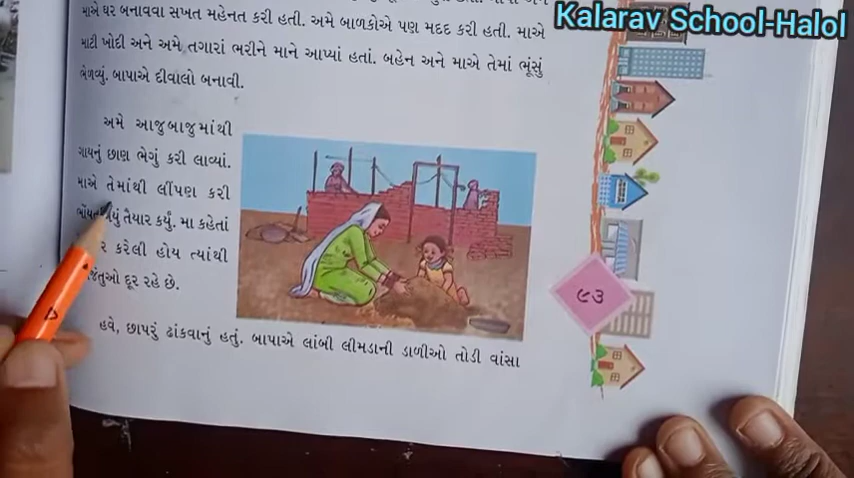 Kalarav School-Halol
માએ ઘર બનાવવા સખત મહેનત કરી હતી. અમે બાળકોએ પણ મદદ કરી હતી. માએ
માટી ખોદી અને અમે તગારાં ભરીને માને આપ્યાં હતાં. બહેન અને માએ તેમાં ભૂંસું
ભેળવ્યું. બાપાએ દીવાલો બનાવી.
અમે આજુબાજુમાંથી
ગાયનું છાણ ભેગું કરી લાવ્યાં.
માએ તેમાંથી લીંપણ કરી
તૈયાર કર્યું. મા કહેતાં
કરેલી હોય ત્યાંથી
દૂર રહે છે.
૯૩
હવે, છાપરું ઢાંકવાનું હતું. બાપાએ લાંબી લીમડાની ડાળીઓ તોડી વાંસા